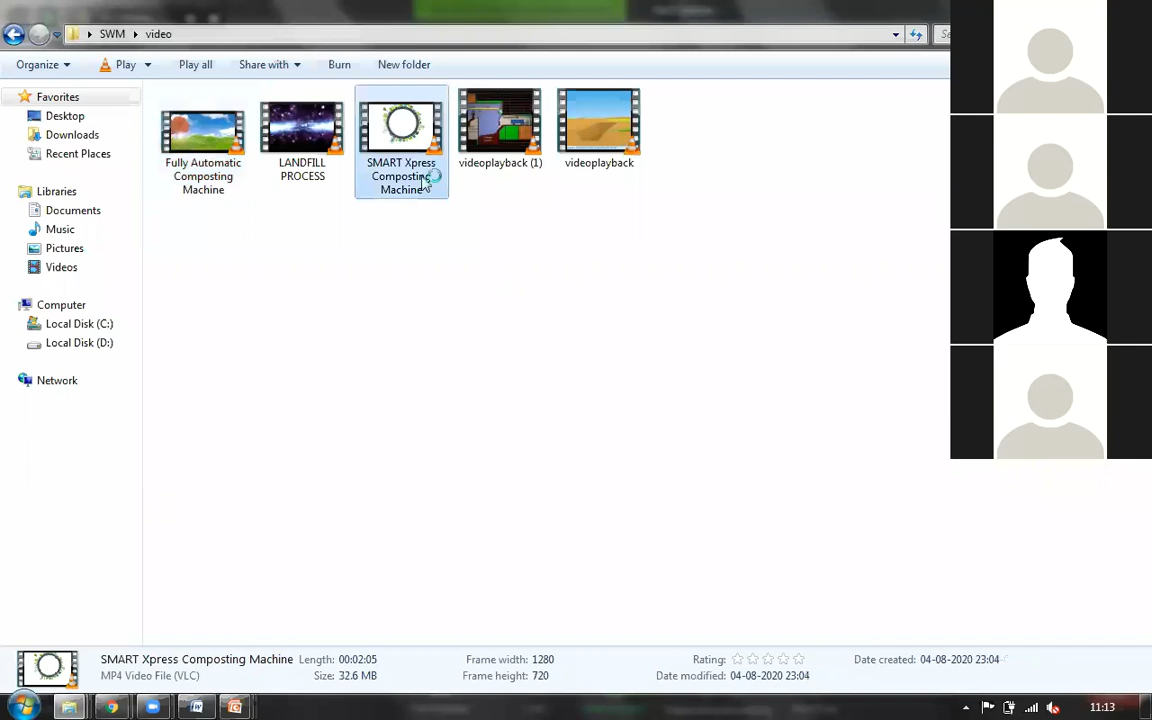 SWM video
Se
Organize Play Play all Share with Burn New folder
Favorites
Desktop
Downloads
Recent Places
Libraries
Documents
Music
Pictures
Videos
Computer
Local Disk (C:)
Local Disk (D:)
Network
Fully Automatic
Composting
Machine
LANDFILL
PROCESS
SMART Xpress
Composting
Machine
videoplayback (1)
videoplayback
SMART Xpress Composting Machine Length: 00:02:05 Frame width: 1280 Rating: Date created: 04-08-2020 23:04
MP4 Video File (VLC) Size: 32.6 MB Frame height: 720 Date modified: 04-08-2020 23:04
11:13